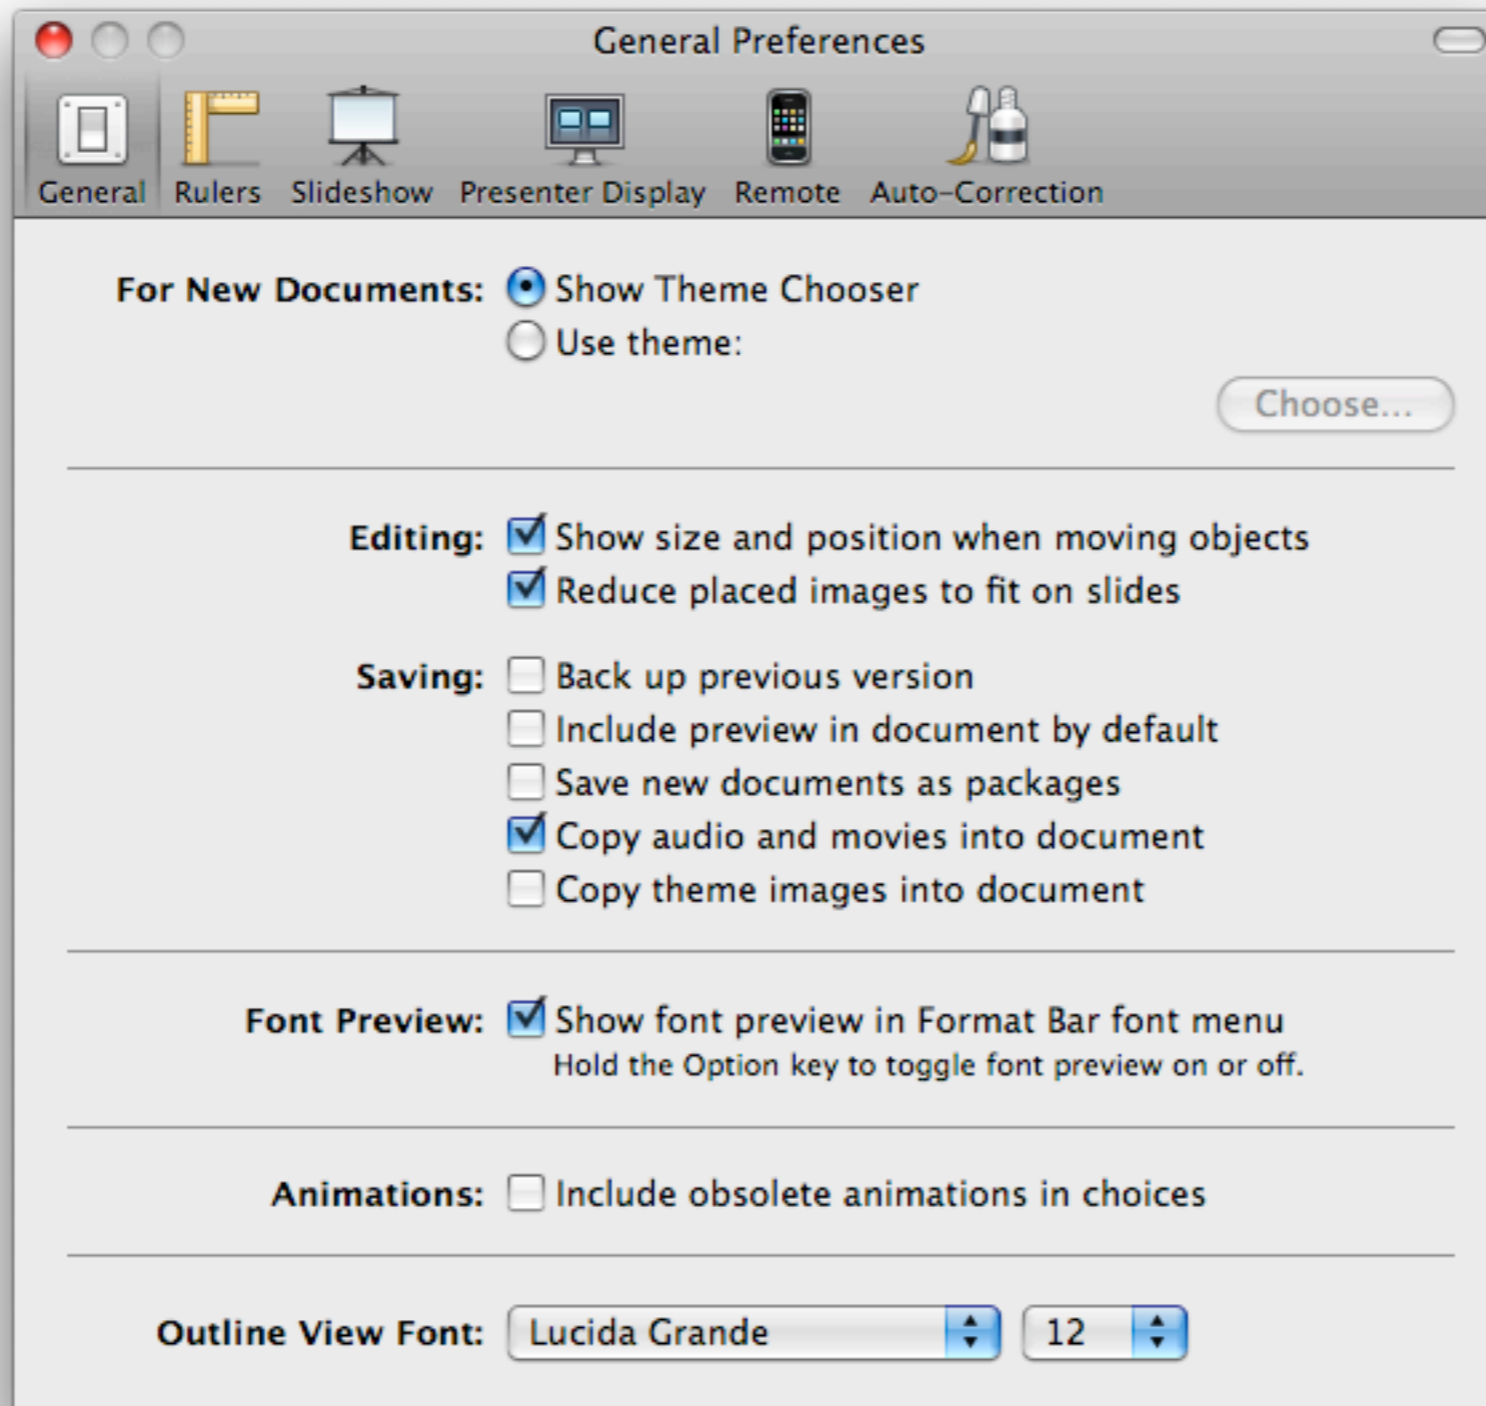 General Preferences
General Rulers Slideshow Presenter Display Remote Auto-Correction
For New Documents: Show Theme Chooser
Use theme:
Choose...
Editing: Show size and position when moving objects
Reduce placed images to fit on slides
Saving: Back up previous version
Include preview in document by default
Save new documents as packages
Copy audio and movies into document
Copy theme images into document
Font Preview: Show font preview in Format Bar font menu
Hold the Option key to toggle font preview on or off.
Animations: Include obsolete animations in choices
Outline View Font: Lucida Grande 12